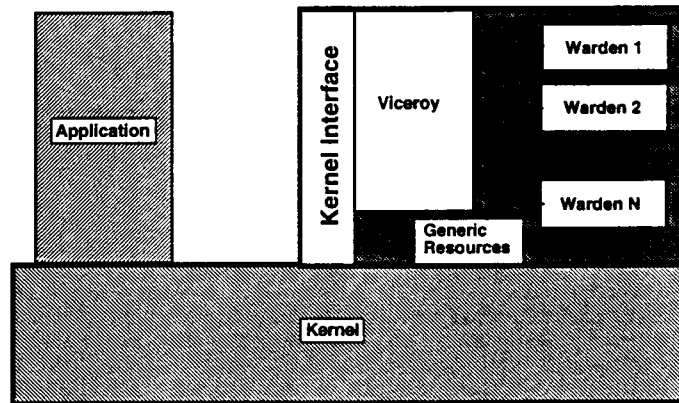 Application
Kernel Interface
Viceroy
Warden 1
Warden 2
Warden N
Generic
Resources
Kernel